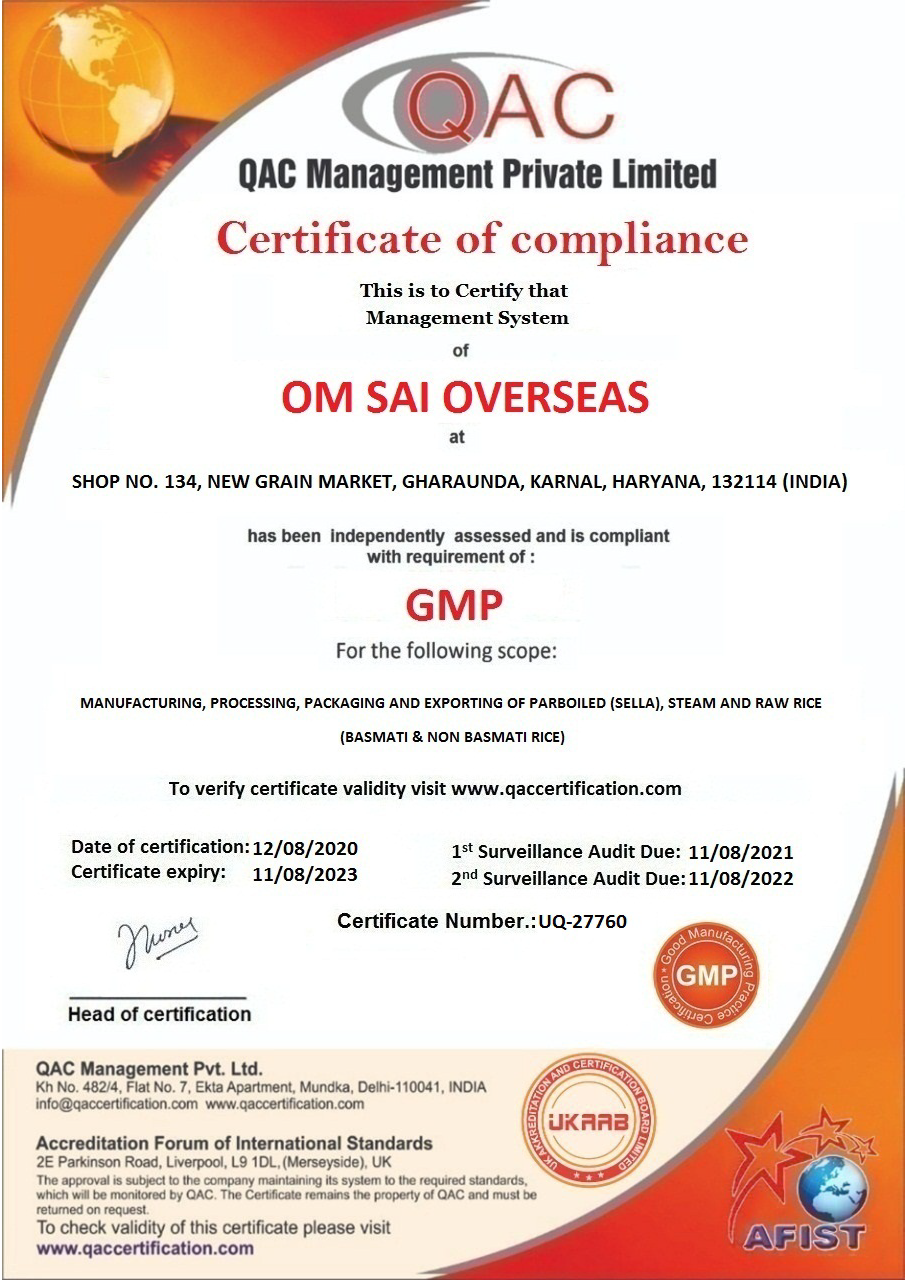 QAC
QAC Management Private Limited
Certificate of compliance
This is to Certify that
Management System
of
OM SAI OVERSEAS
at
SHOP NO. 134, NEW GRAIN MARKET, GHARAUNDA, KARNAL, HARYANA, 132114 (INDIA)
has been independently assessed and is compliant
with requirement of :
GMP
For the following scope:
MANUFACTURING, PROCESSING, PACKAGING AND EXPORTING OF PARBOILED (SELLA), STEAM AND RAW RICE
(BASMATI & NON BASMATI RICE)
To verify certificate validity visit www.qaccertification.com
Date of certification: 12/08/2020
Certificate expiry: 11/08/2023
1st Surveillance Audit Due: 11/08/2021
2nd Surveillance Audit Due: 11/08/2022
Certificate Number.: UQ-27760
Head of certification
Good Manufacturing Practice Certification
GMP
QAC Management Pvt. Ltd.
Kh No. 482/4, Flat No. 7, Ekta Apartment, Mundka, Delhi-110041, INDIA
info@qaccertification.com www.qaccertification.com
UK AKKREDITATION AND CERTIFICATION BOARD LIMITED
UKAAB
Accreditation Forum of International Standards
2E Parkinson Road, Liverpool, L9 1DL, (Merseyside), UK
The approval is subject to the company maintaining its system to the required standards,
which will be monitored by QAC. The Certificate remains the property of QAC and must be
returned on request.
To check validity of this certificate please visit
www.qaccertification.com
AFIST